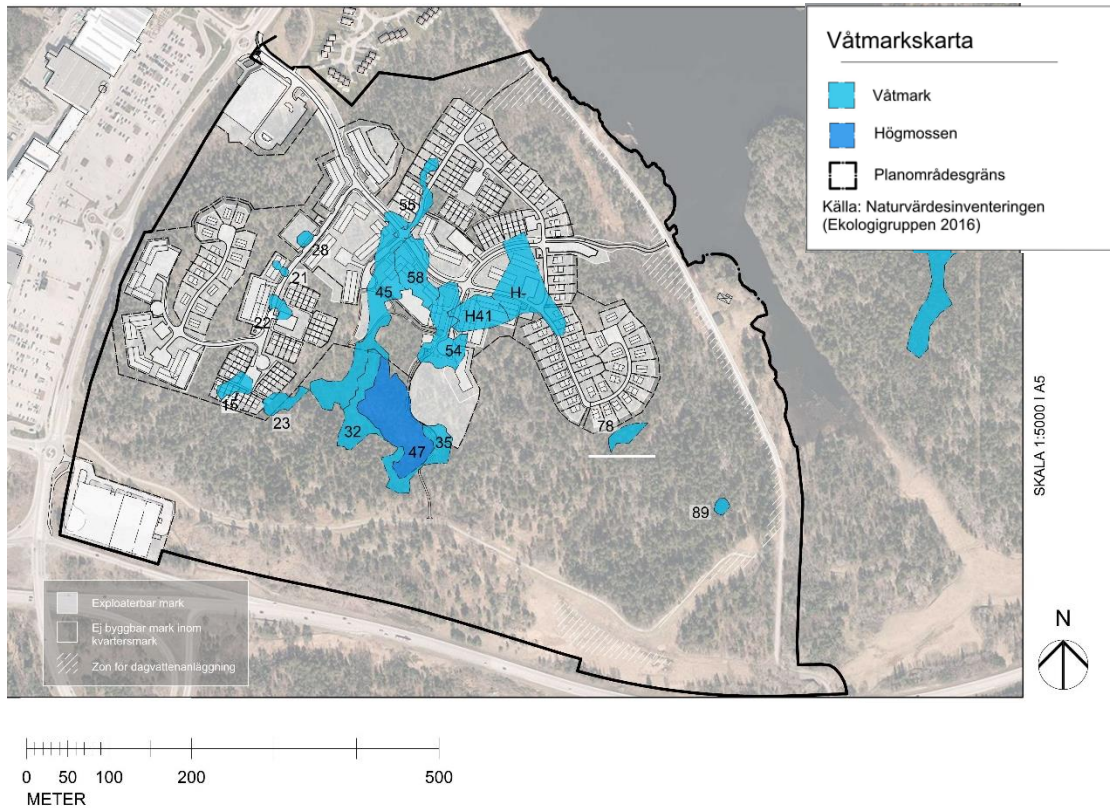 Våtmarkskarta
Våtmark
Högmossen
Planområdesgräns
Källa: Naturvärdesinventeringen
(Ekologigruppen 2016)
55
28
21
58
45
H-
22
H41
54
16
23
32
35
47
78
89
SKALA 1:5000 I A5
N
Exploaterbar mark
Ej byggbar mark inom
kvartersmark
Zon för dagvattenanläggning
0 50 100 200 500
METER